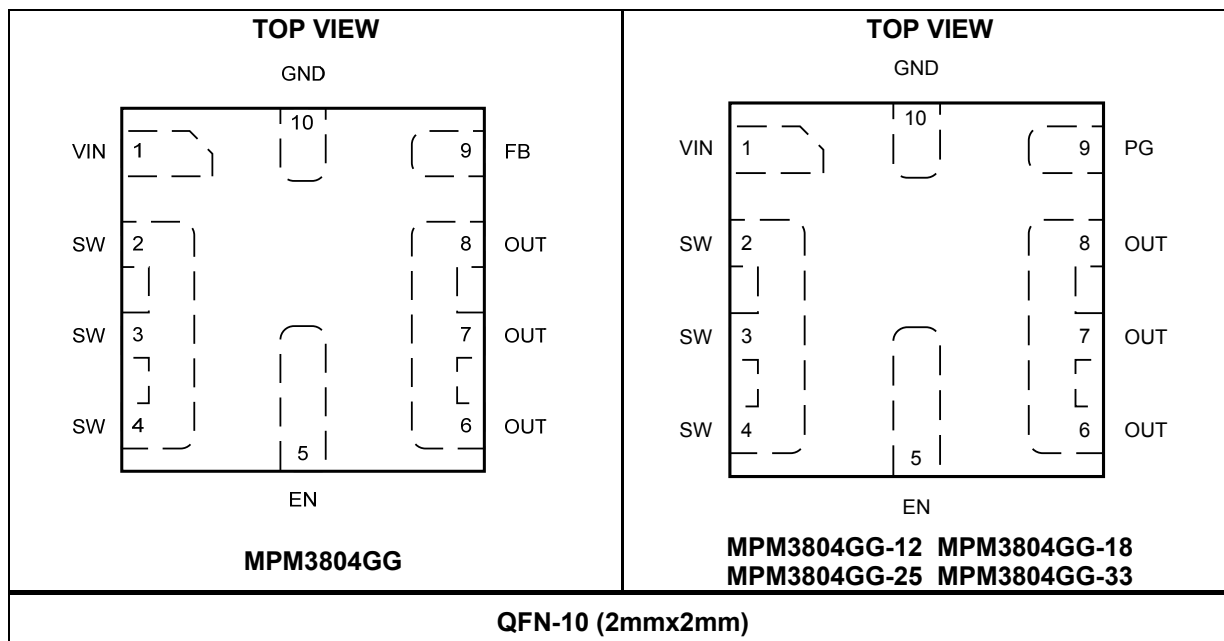 TOP VIEW
GND
10
VIN 1 9 FB
SW 2 8 OUT
SW 3 7 OUT
SW 4 6 OUT
5
EN
MPM3804GG
TOP VIEW
GND
10
VIN 1 9 PG
SW 2 8 OUT
SW 3 7 OUT
SW 4 6 OUT
5
EN
MPM3804GG-12 MPM3804GG-18
MPM3804GG-25 MPM3804GG-33
QFN-10 (2mmx2mm)